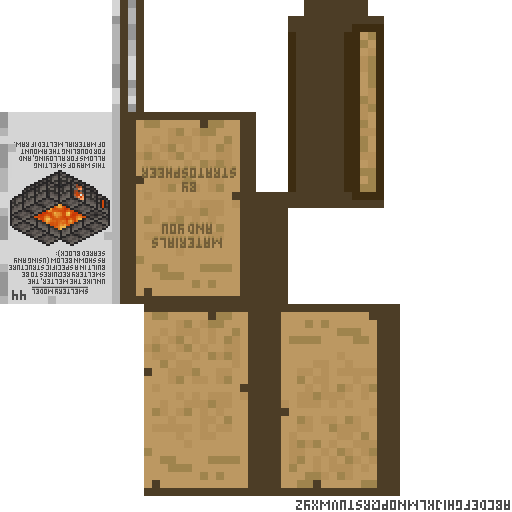 44
SMELTERY MODEL
UNLIKE THE MELTER, THE
SMELTERY REQUIRES TO BE
BUILT IN A SPECIFIC STRUCTURE
AS SHOWN BELOW (USING ANY
SEARED BLOCK):
THIS WAY OF SMELTING
ALLOWS FOR ALLOYING, AND
FOR DOUBLING THE AMOUNT
OF MATERIAL MELTED IF RAW.
MATERIALS
AND YOU
BY
STRATOSPHEER
ABCDEFGHIJKLMNOPQRSTUVWXYZ